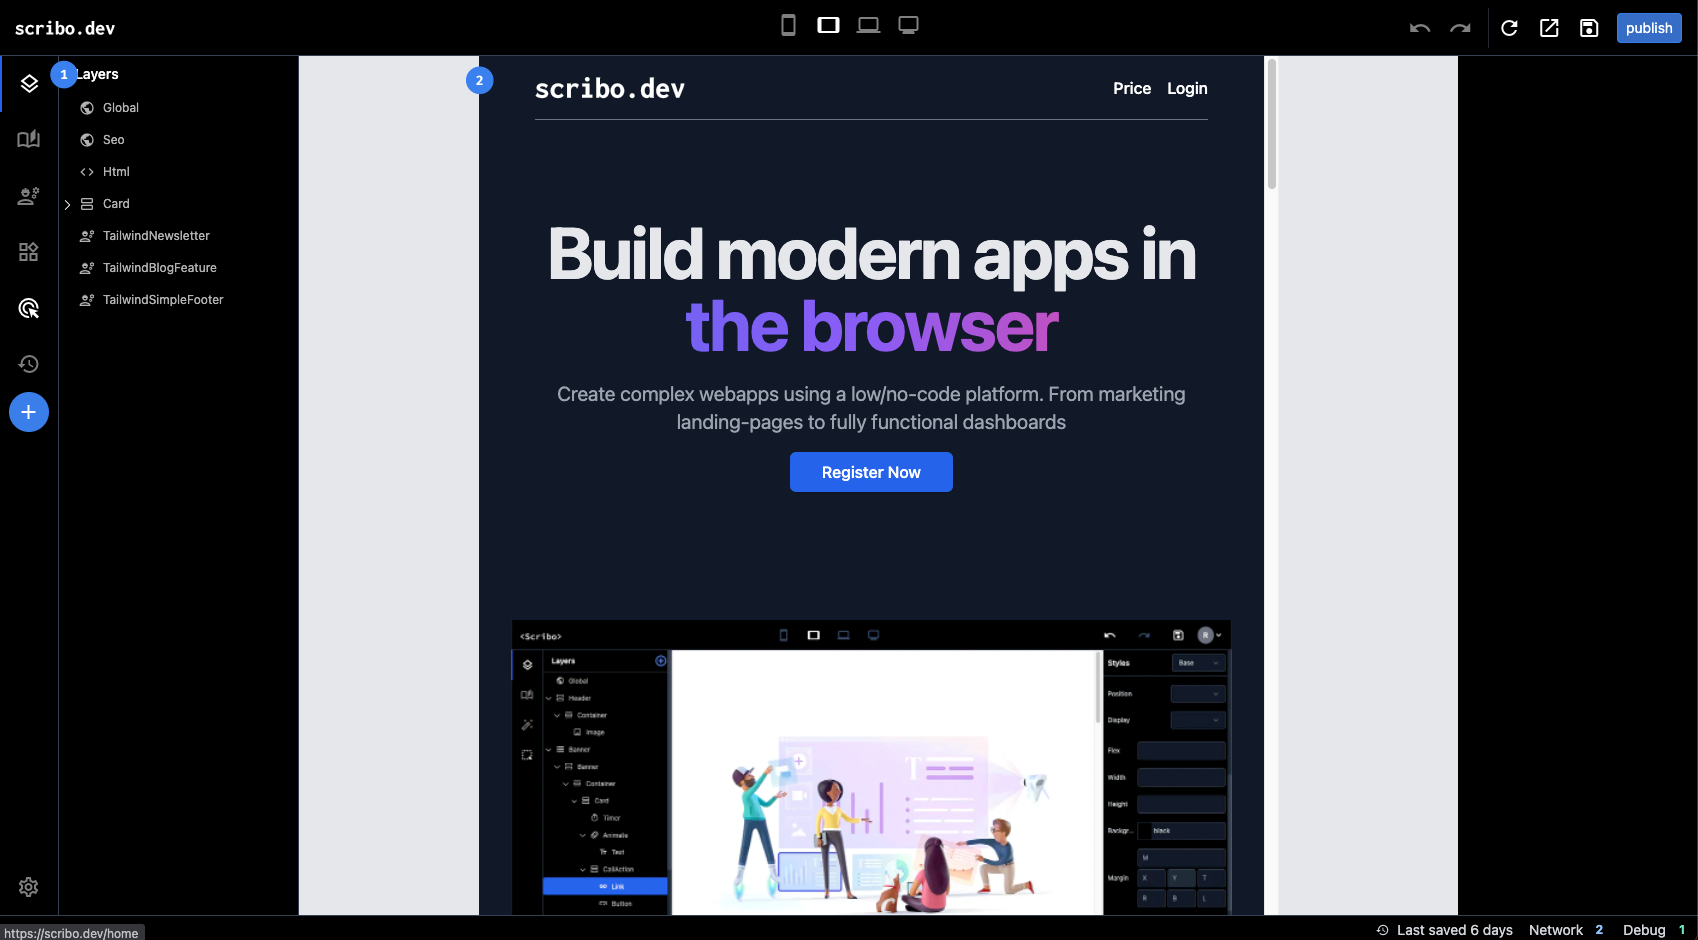 scribo.dev
publish
1
Layers
Global
Seo
Html
Card
TailwindNewsletter
TailwindBlogFeature
TailwindSimpleFooter
2
scribo.dev
Price Login
Build modern apps in
the browser
Create complex webapps using a low/no-code platform. From marketing
landing-pages to fully functional dashboards
Register Now
<Scribo>
R
Layers
Global
Header
Container
Image
Banner
Banner
Container
Card
Timer
Animate
Text
CallAction
Link
Button
T
Styles
Base
Position
Display
Flex
Width
Height
Backgr... black
M
Margin X Y T
R B L
https://scribo.dev/home
Last saved 6 days Network 2 Debug 1